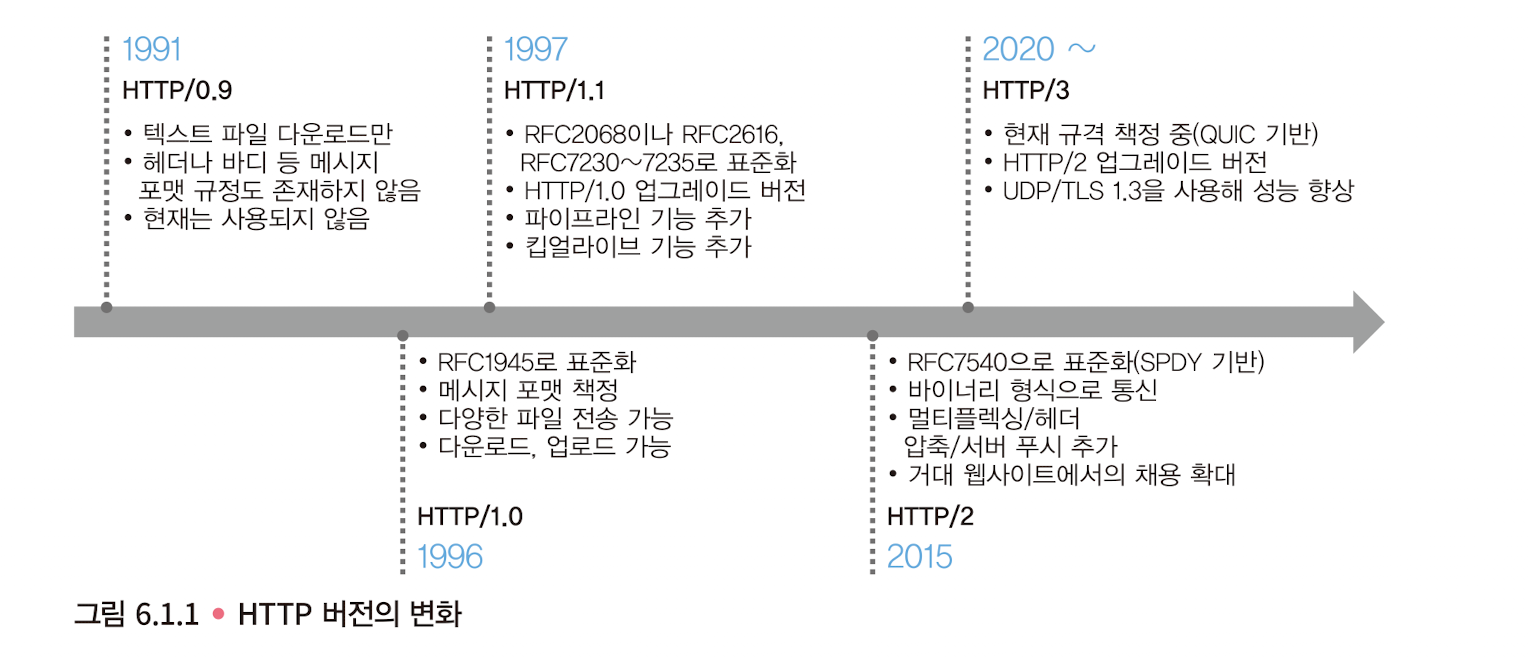 1991
HTTP/0.9
• 텍스트 파일 다운로드만
• 헤더나 바디 등 메시지
포맷 규정도 존재하지 않음
• 현재는 사용되지 않음
1997
HTTP/1.1
• RFC2068이나 RFC2616,
RFC7230～7235로 표준화
• HTTP/1.0 업그레이드 버전
• 파이프라인 기능 추가
• 킵얼라이브 기능 추가
2020 ～
HTTP/3
• 현재 규격 책정 중(QUIC 기반)
• HTTP/2 업그레이드 버전
• UDP/TLS 1.3을 사용해 성능 향상
• RFC1945로 표준화
• 메시지 포맷 책정
• 다양한 파일 전송 가능
• 다운로드, 업로드 가능
HTTP/1.0
1996
• RFC7540으로 표준화(SPDY 기반)
• 바이너리 형식으로 통신
• 멀티플렉싱/헤더
압축/서버 푸시 추가
• 거대 웹사이트에서의 채용 확대
HTTP/2
2015
그림 6.1.1 • HTTP 버전의 변화